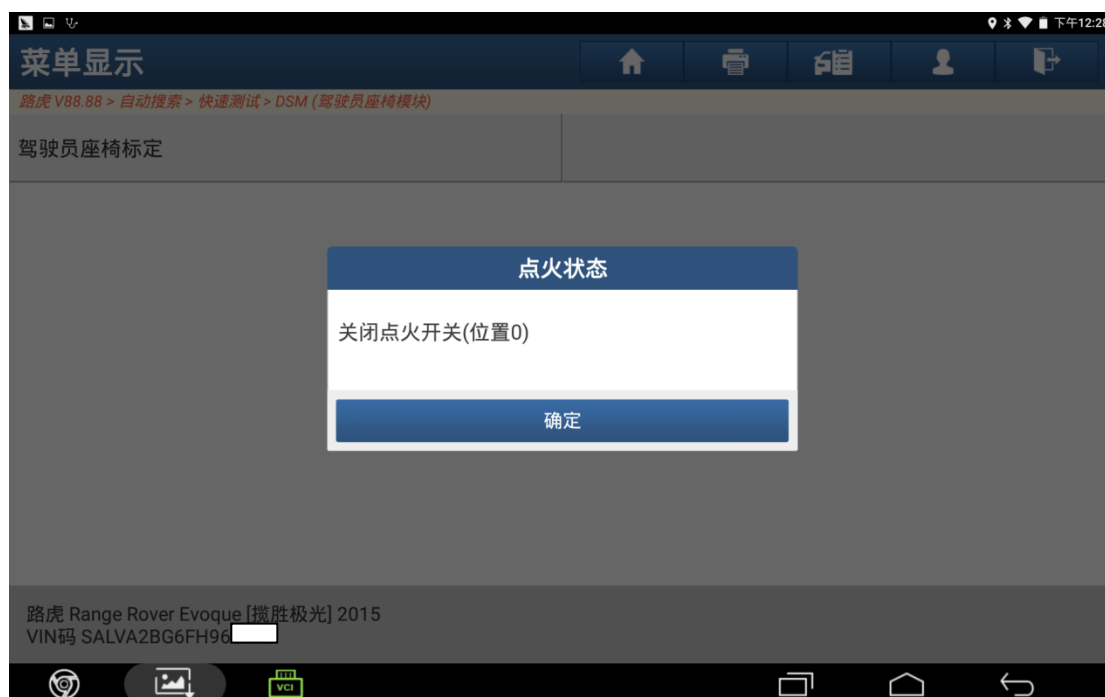 下午12:28
菜单显示
路虎 V88.88 > 自动搜索 > 快速测试 > DSM (驾驶员座椅模块)
驾驶员座椅标定
点火状态
关闭点火开关(位置0)
确定
路虎 Range Rover Evoque [揽胜极光] 2015
VIN码 SALVA2BG6FH96
VCI